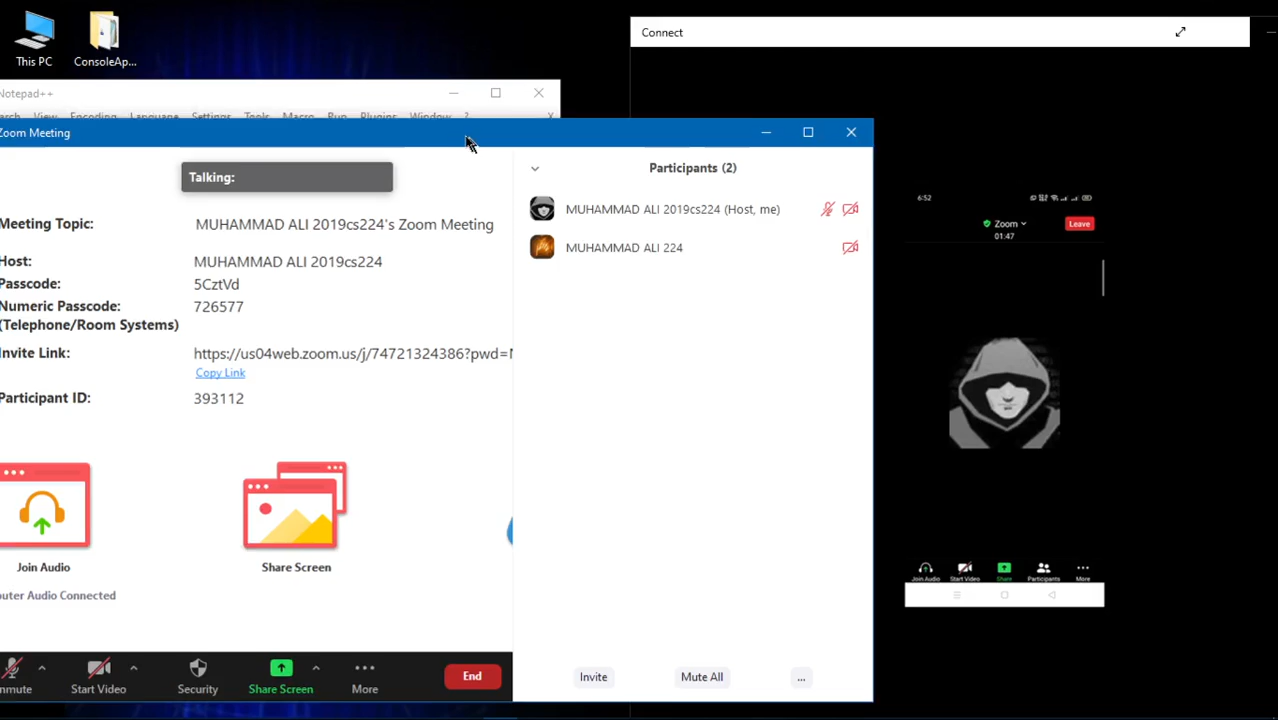 This PC
ConsoleAp...
Notepad++
arch View Encoding Language Settings Tools Macro Run Plugins Window ? X
Zoom Meeting
Talking:
Meeting Topic: MUHAMMAD ALI 2019cs224's Zoom Meeting
Host: MUHAMMAD ALI 2019cs224
Passcode: 5CztVd
Numeric Passcode: 726577
(Telephone/Room Systems)
Invite Link: https://us04web.zoom.us/j/74721324386?pwd=
Copy Link
Participant ID: 393112
Join Audio
Share Screen
uter Audio Connected
nmute
Start Video
Security
Share Screen
More
End
Participants (2)
MUHAMMAD ALI 2019cs224 (Host, me)
MUHAMMAD ALI 224
Invite
Mute All
...
Connect
6:52
Zoom
01:47
Leave
Join Audio
Start Video
Share
Participants
More